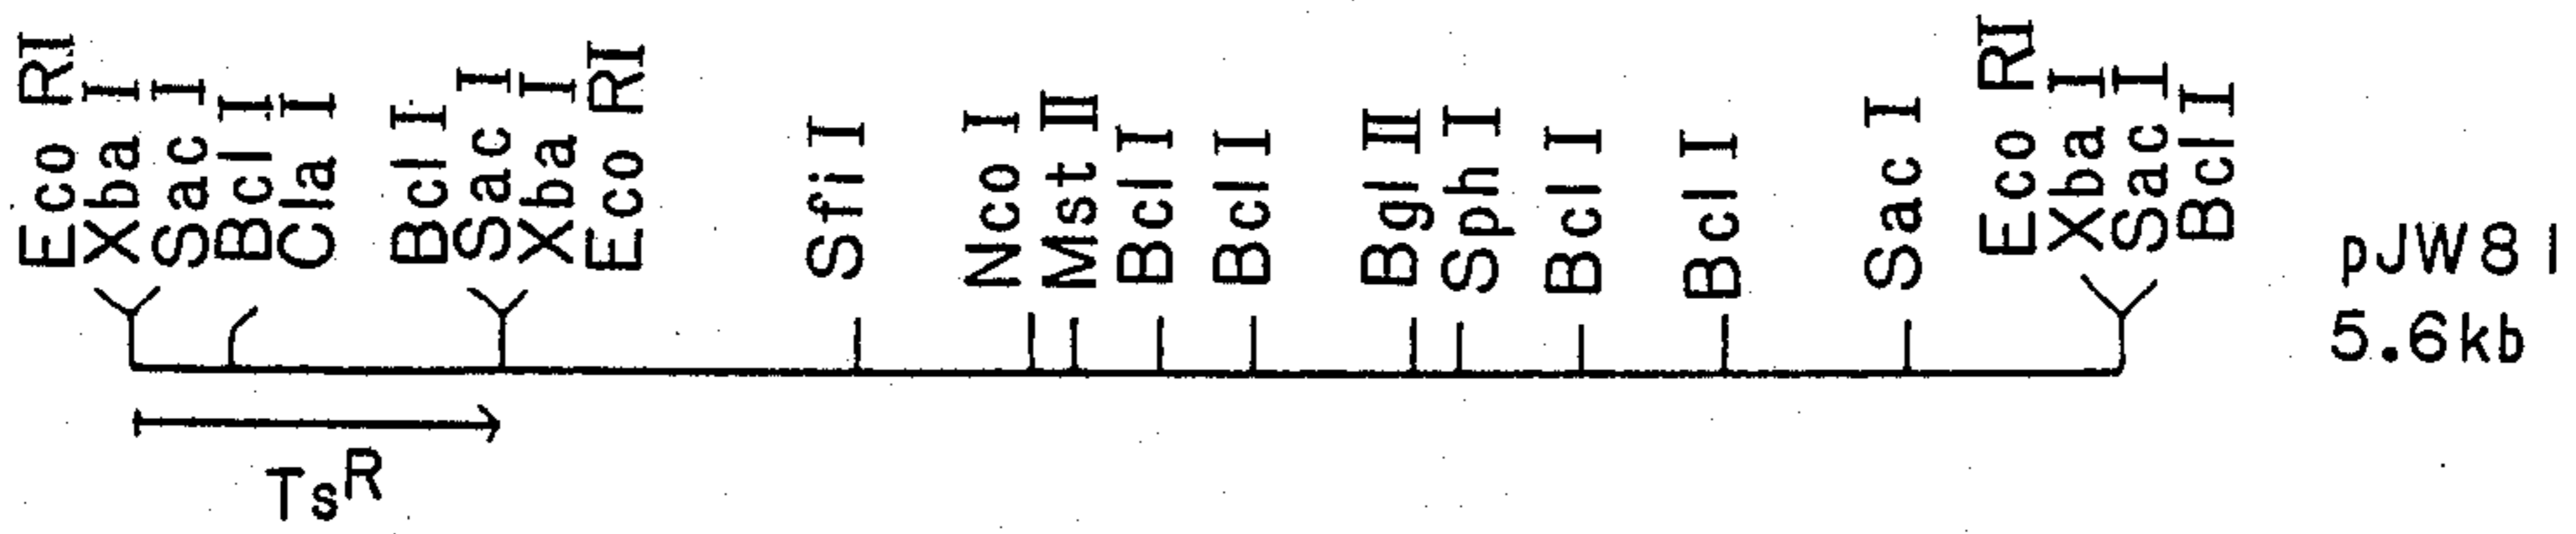 Eco RI
Xba I
Sac I
Bcl I
Cla I
Bcl I
Sac I
Xba I
Eco RI
Sfi I
Nco I
Mst II
Bcl I
Bcl I
Bgl II
Sph I
Bcl I
Bcl I
Sac I
Eco RI
Xba I
Sac I
Bcl I
pJW81
5.6kb
TsR